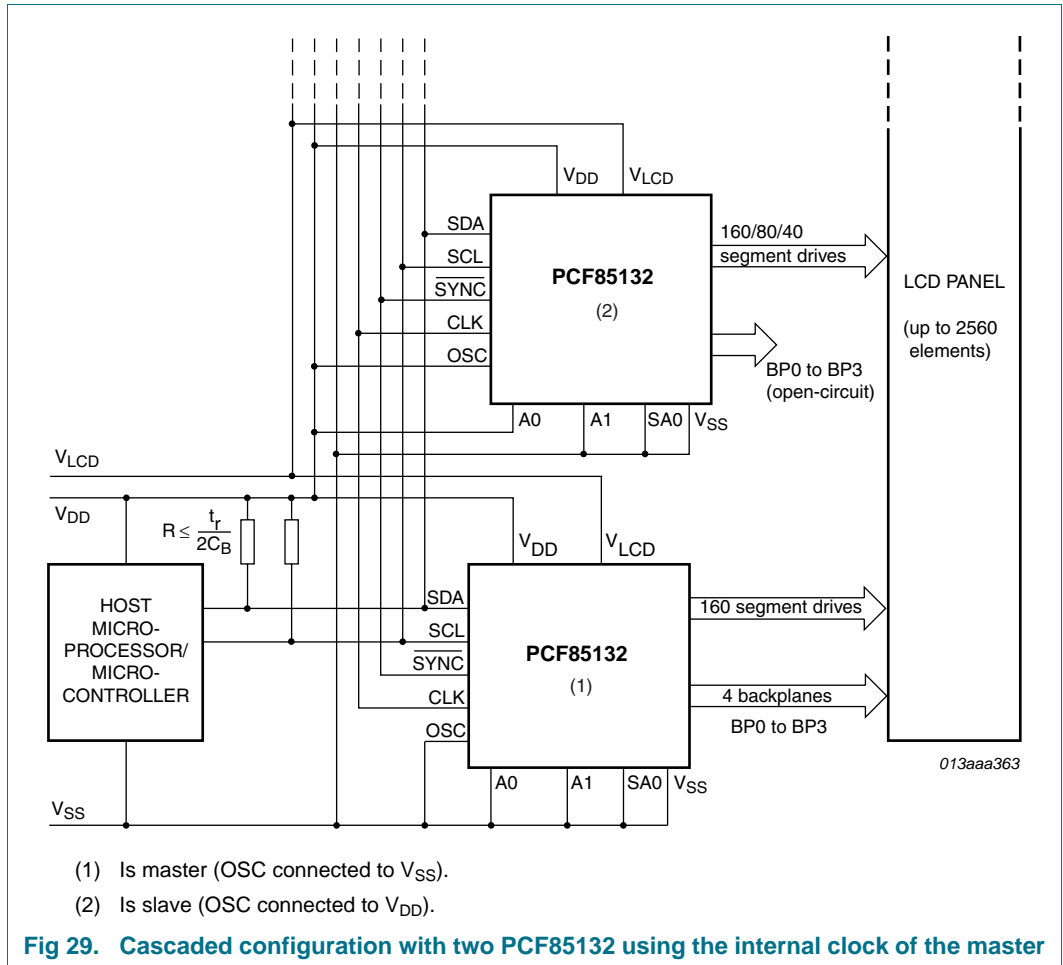 VDD
VLCD
SDA
SCL
SYNC
CLK
OSC
PCF85132
(2)
A0
A1
SA0
VSS
160/80/40
segment drives
BP0 to BP3
(open-circuit)
LCD PANEL
(up to 2560
elements)
VLCD
VDD
R ≤ tr
2CB
HOST
MICRO-
PROCESSOR/
MICRO-
CONTROLLER
VDD
VLCD
SDA
SCL
SYNC
CLK
OSC
PCF85132
(1)
A0
A1
SA0
VSS
160 segment drives
4 backplanes
BP0 to BP3
VSS
013aaa363
(1) Is master (OSC connected to VSS).
(2) Is slave (OSC connected to VDD).
Fig 29. Cascaded configuration with two PCF85132 using the internal clock of the master